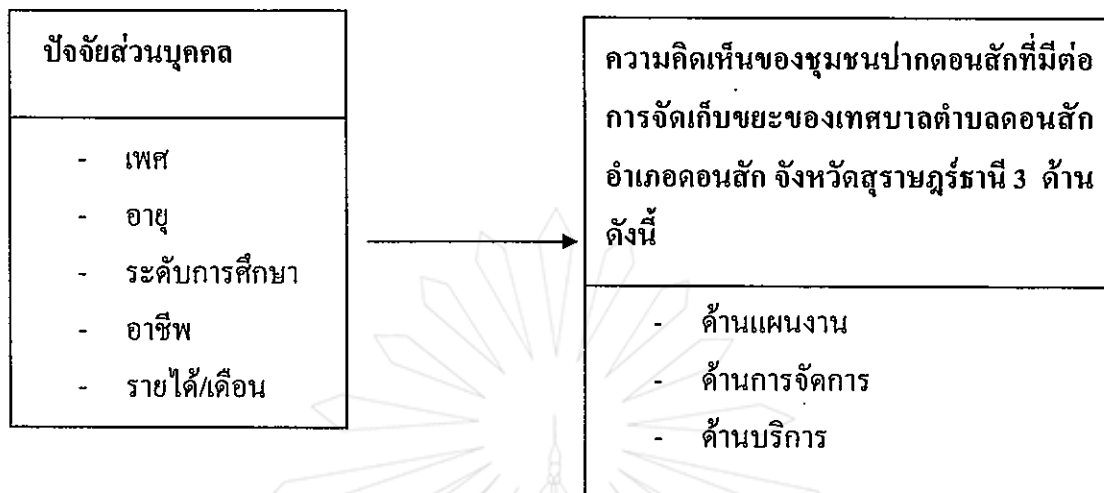 ปัจจัยส่วนบุคคล
- เพศ
- อายุ
- ระดับการศึกษา
- อาชีพ
- รายได้/เดือน
ความคิดเห็นของชุมชนปากดอนสักที่มีต่อ
การจัดเก็บขยะของเทศบาลตำบลดอนสัก
อำเภอดอนสัก จังหวัดสุราษฎร์ธานี 3 ด้าน
ดังนี้
- ด้านแผนงาน
- ด้านการจัดการ
- ด้านบริการ